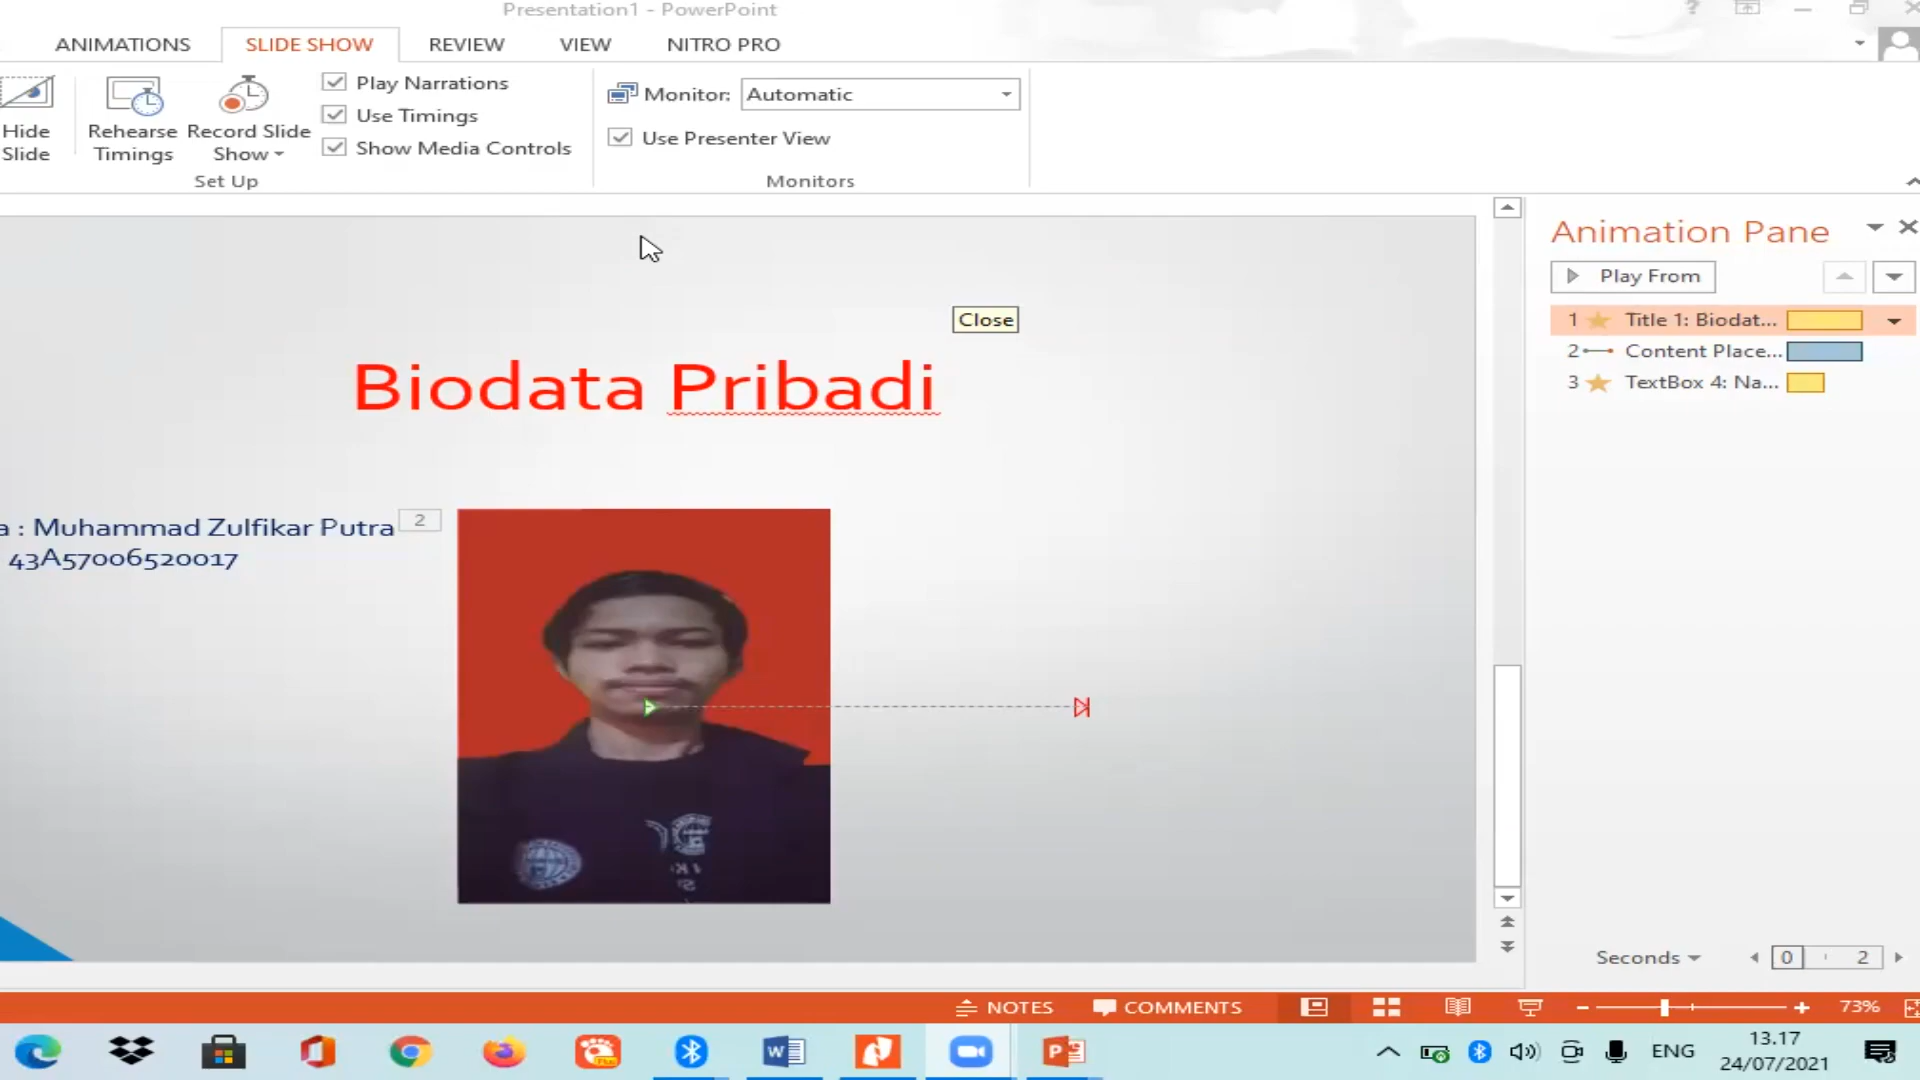 Presentation1 - PowerPoint
ANIMATIONS SLIDE SHOW REVIEW VIEW NITRO PRO
Hide Slide
Rehearse Timings
Record Slide Show
Play Narrations
Use Timings
Show Media Controls
Set Up
Monitor: Automatic
Use Presenter View
Monitors
Close
Biodata Pribadi
a : Muhammad Zulfikar Putra
43A57006520017
2
Animation Pane
Play From
1 Title 1: Biodat...
2 Content Place...
3 TextBox 4: Na...
Seconds 0 2
NOTES COMMENTS 73%
ENG
13.17
24/07/2021